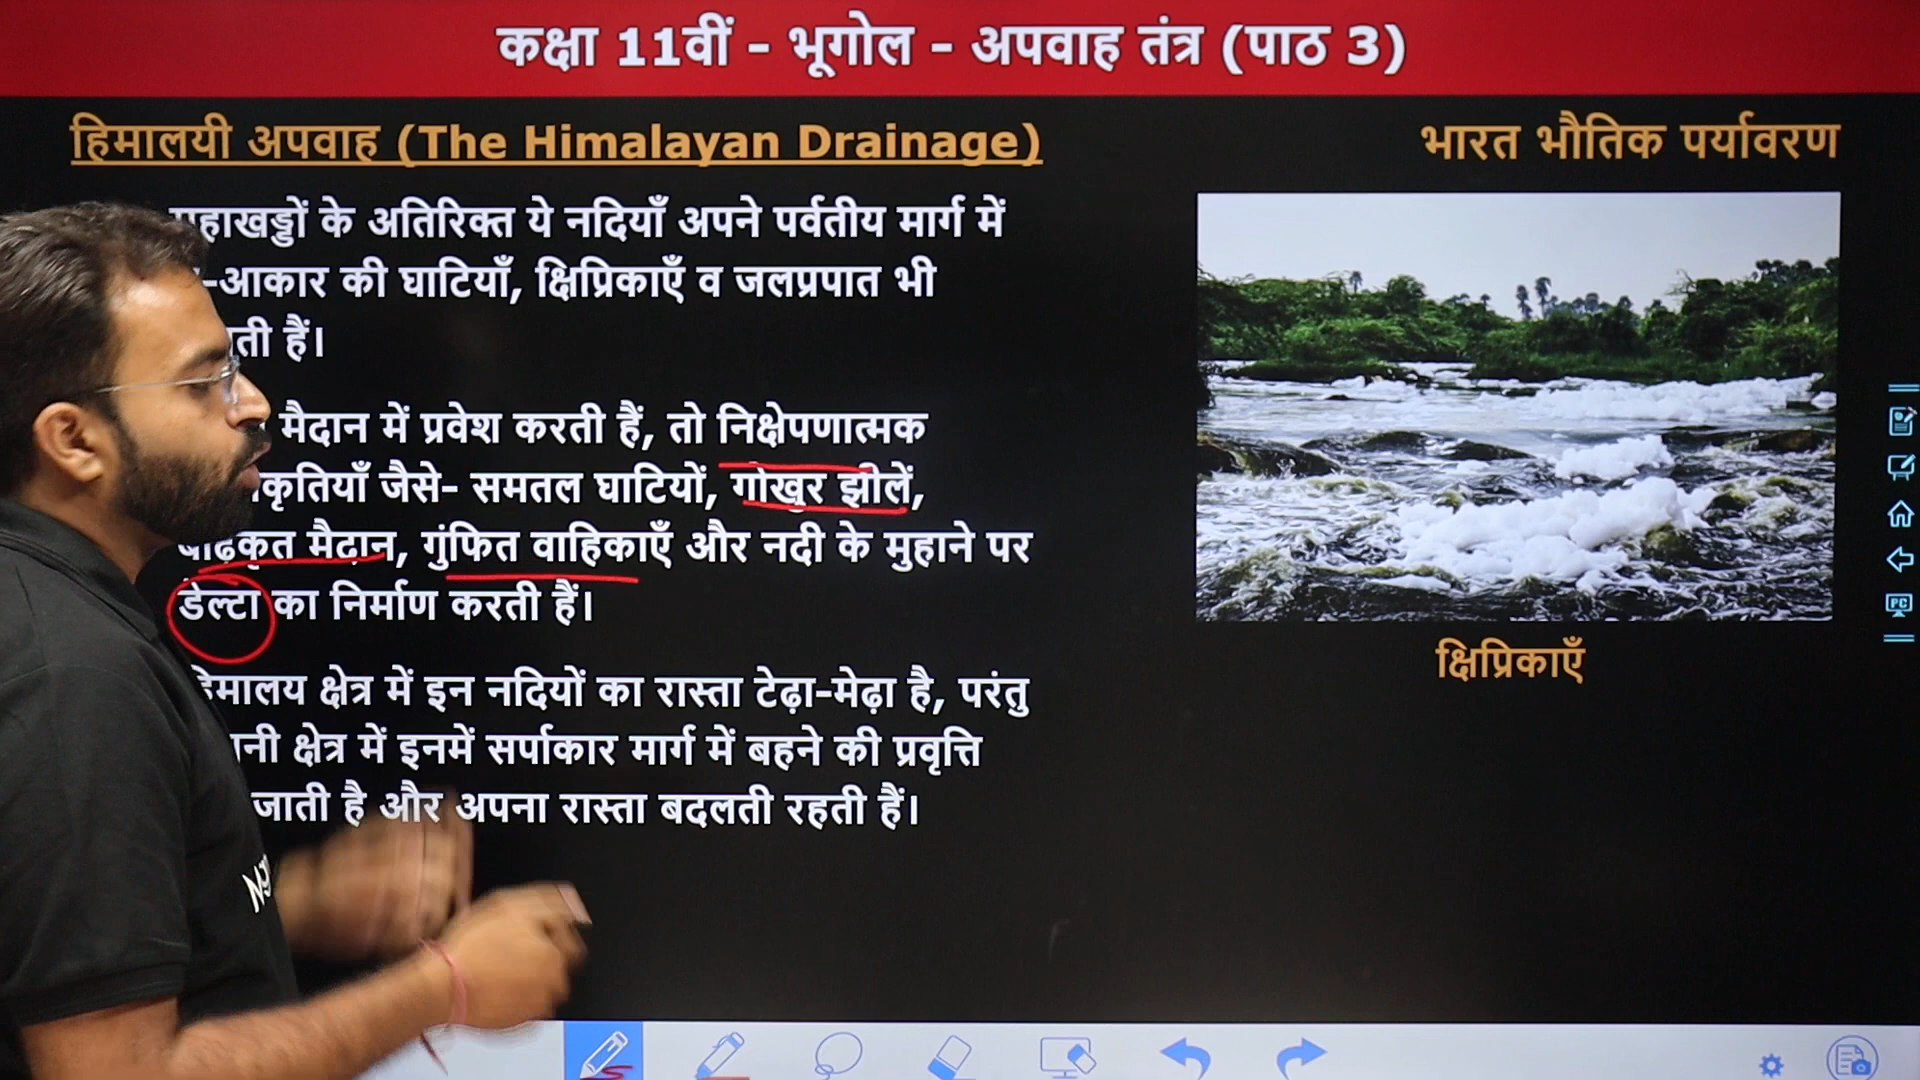 कक्षा 11वीं - भूगोल - अपवाह तंत्र (पाठ 3)
हिमालयी अपवाह (The Himalayan Drainage)
भारत भौतिक पर्यावरण
के अतिरिक्त ये नदियाँ अपने पर्वतीय मार्ग में
-आकार की घाटियाँ, क्षिप्रिकाएँ व जलप्रपात भी
हैं।
मैदान में प्रवेश करती हैं, तो निक्षेपणात्मक
जैसे- समतल घाटियों, गोखुर झीलें,
बाढ़कृत मैदान, गुंफित वाहिकाएँ और नदी के मुहाने पर
डेल्टा का निर्माण करती हैं।
हिमालय क्षेत्र में इन नदियों का रास्ता टेढ़ा-मेढ़ा है, परंतु
क्षेत्र में इनमें सर्पाकार मार्ग में बहने की प्रवृत्ति
जाती है और अपना रास्ता बदलती रहती हैं।
क्षिप्रिकाएँ
PC